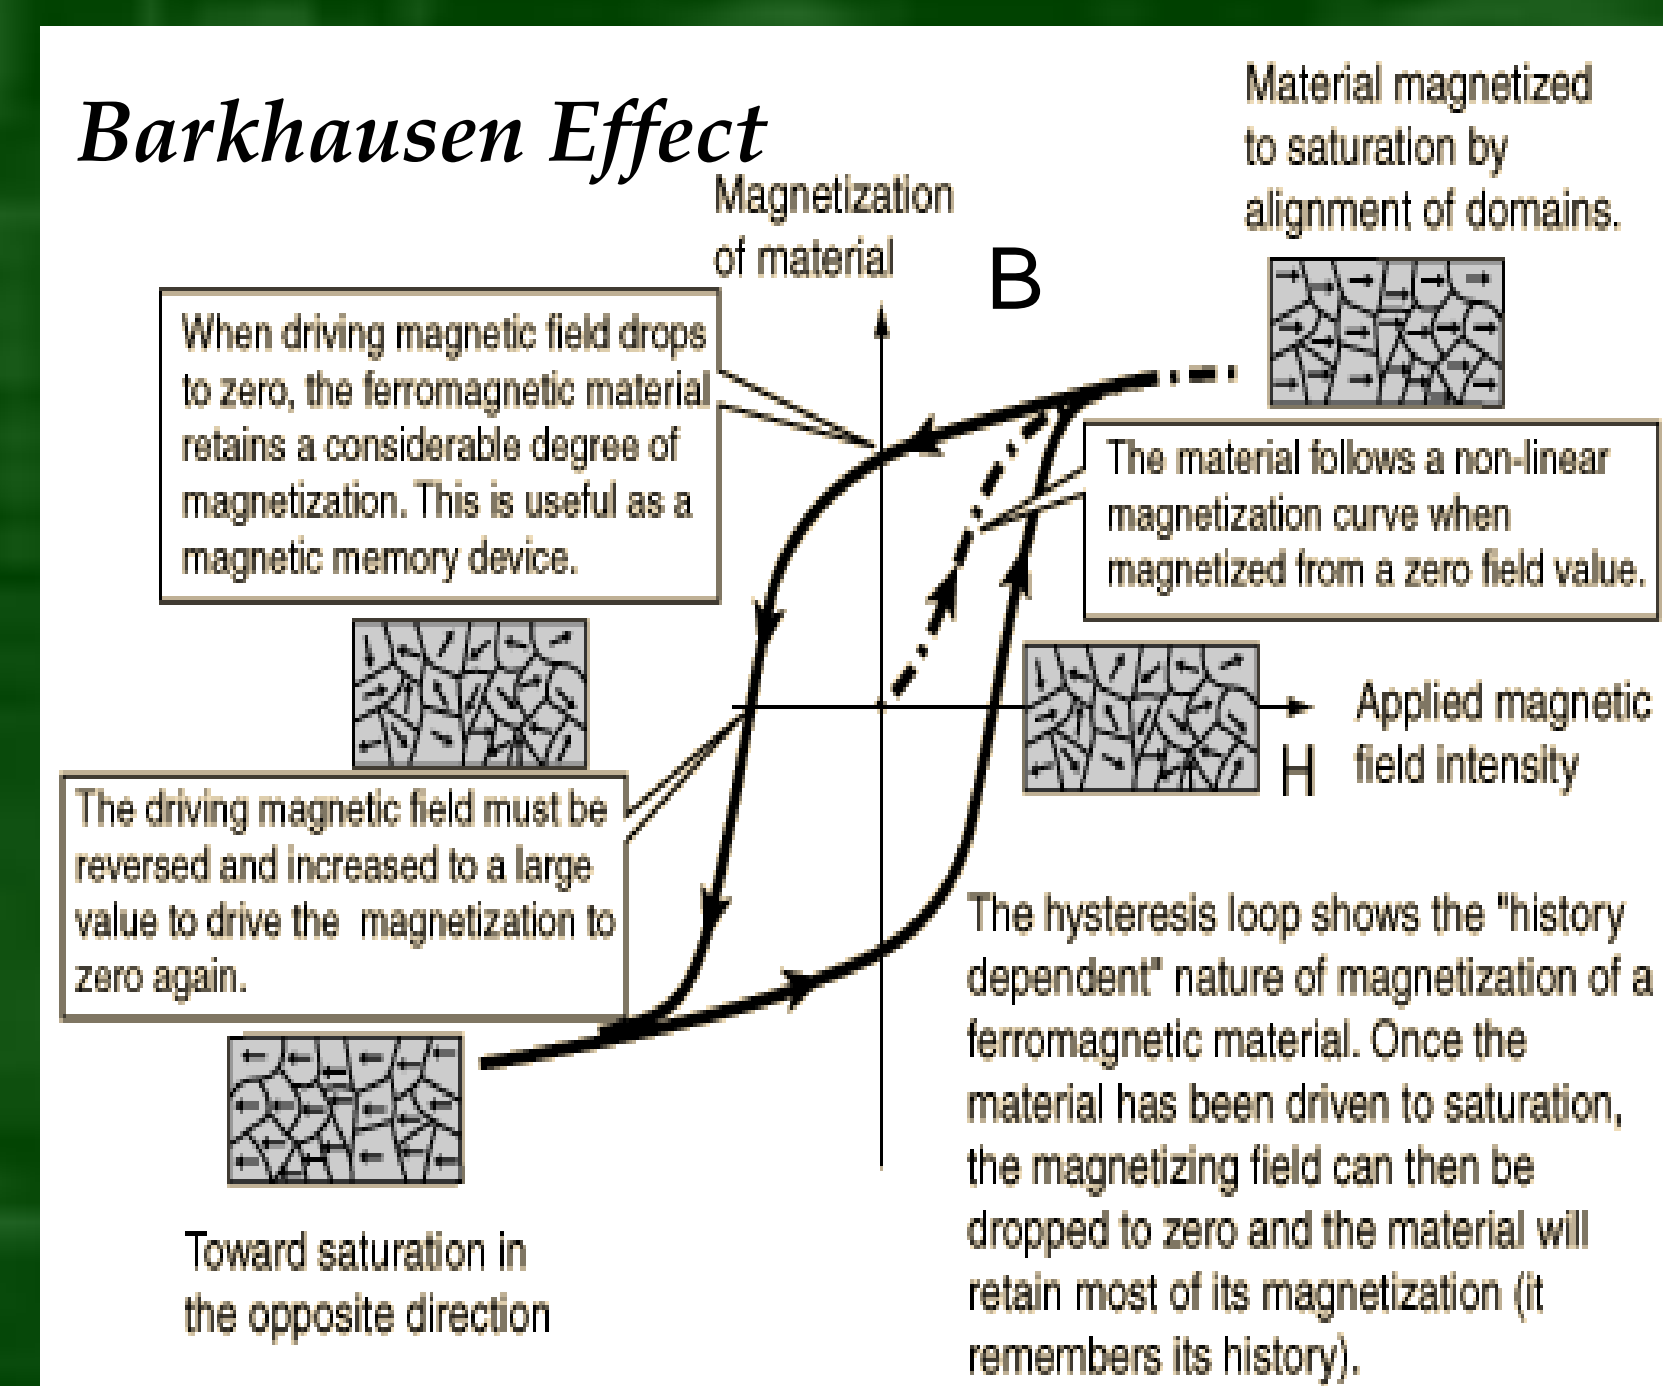 Barkhausen Effect
Magnetization
of material
B
Material magnetized
to saturation by
alignment of domains.
When driving magnetic field drops
to zero, the ferromagnetic material
retains a considerable degree of
magnetization. This is useful as a
magnetic memory device.
The material follows a non-linear
magnetization curve when
magnetized from a zero field value.
Applied magnetic
field intensity
H
The driving magnetic field must be
reversed and increased to a large
value to drive the magnetization to
zero again.
The hysteresis loop shows the "history
dependent" nature of magnetization of a
ferromagnetic material. Once the
material has been driven to saturation,
the magnetizing field can then be
dropped to zero and the material will
retain most of its magnetization (it
remembers its history).
Toward saturation in
the opposite direction